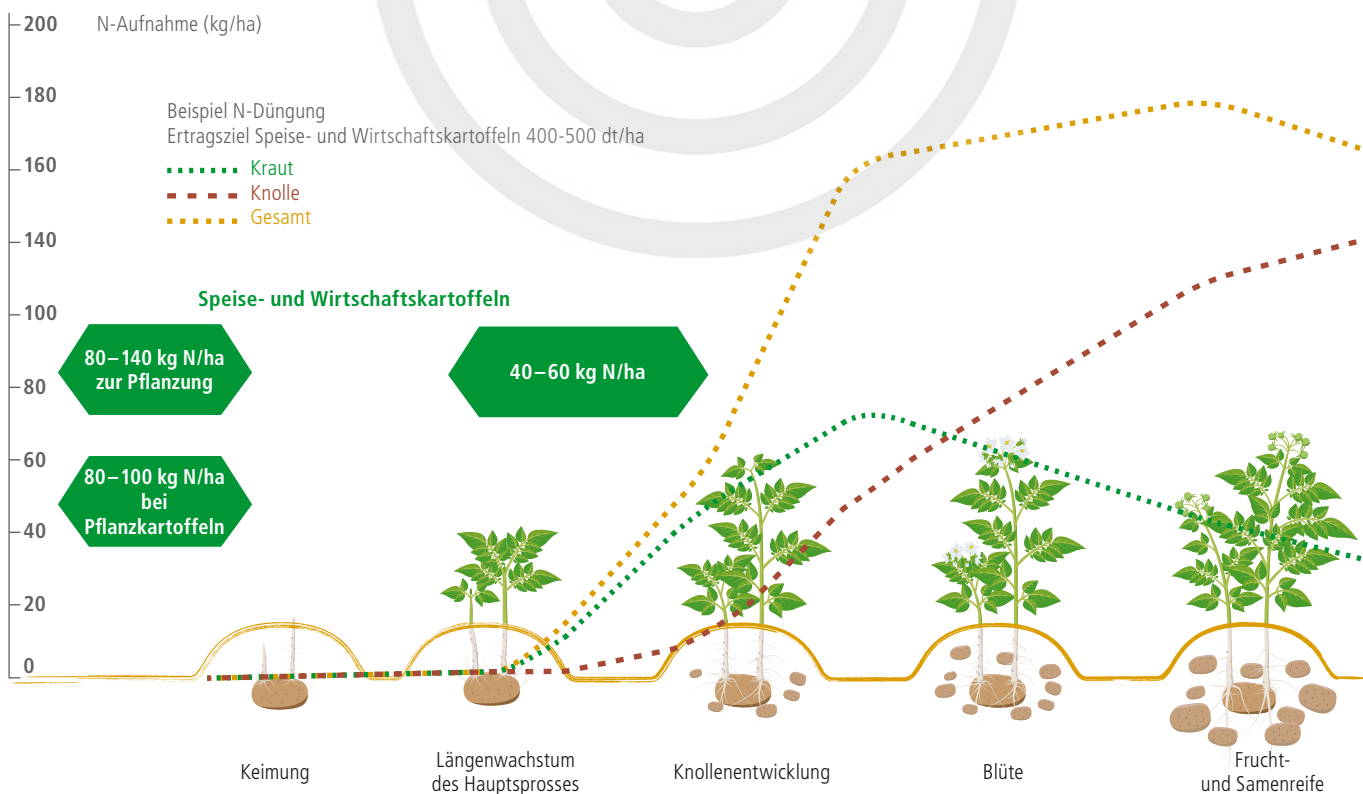 200
N-Aufnahme (kg/ha)
180
Beispiel N-Düngung
Ertragsziel Speise- und Wirtschaftskartoffeln 400-500 dt/ha
160
Kraut
Knolle
Gesamt
140
120
Speise- und Wirtschaftskartoffeln
100
80–140 kg N/ha
zur Pflanzung
40–60 kg N/ha
80
60
80–100 kg N/ha
bei
Pflanzkartoffeln
40
20
0
Keimung
Längenwachstum
des Hauptsprosses
Knollenentwicklung
Blüte
Frucht-
und Samenreife